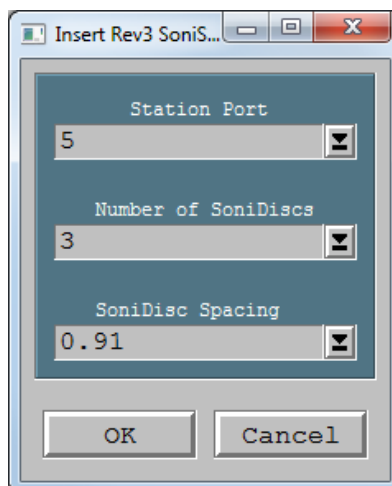 Insert Rev3 SoniS...
Station Port
5
Number of SoniDiscs
3
SoniDisc Spacing
0.91
OK
Cancel